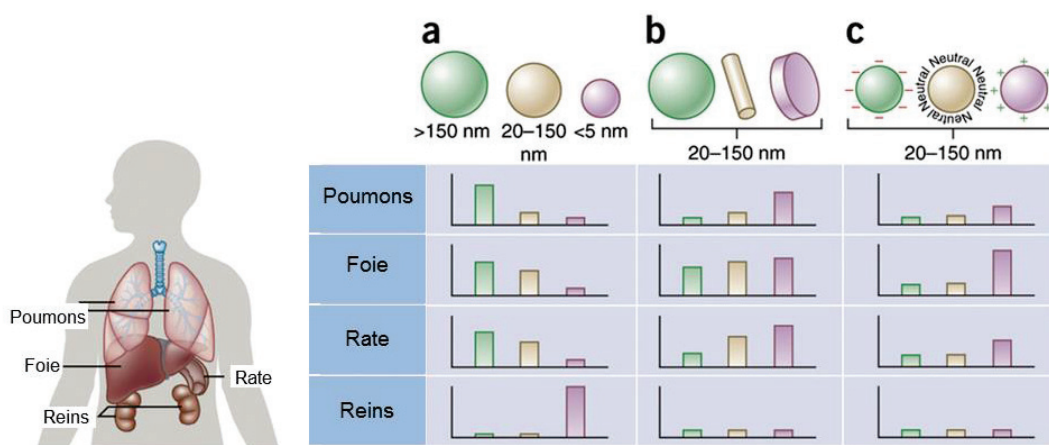 a
b
c
- - - - - - - -
Neutral Neutral Neutral Neutral
+ + + + + + + +
>150 nm
20–150 nm
<5 nm
20–150 nm
20–150 nm
Poumons
Foie
Rate
Reins
Poumons
Foie
Rate
Reins